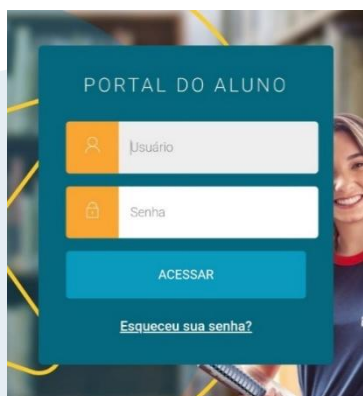 PORTAL DO ALUNO
Usuário
Senha
ACESSAR
Esqueceu sua senha?